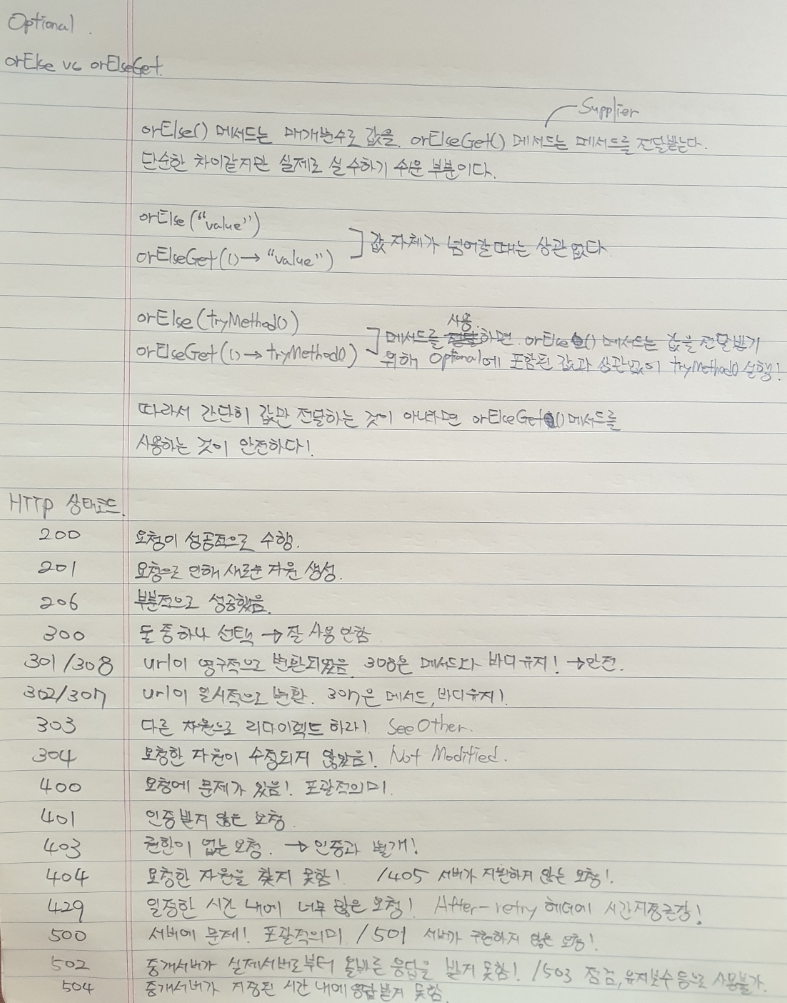 Optional.
orElse vs orElseGet.
Supplier
orElse() 메서드는 매개변수로 값을, orElseGet() 메서드는 메서드를 전달받는다.
단순한 차이같지만 실제로 실수하기 쉬운 부분이다.
orElse("value")
orElseGet(() → "value")
값 자체가 넘어갈 때는 상관 없다.
orElse(tryMethod())
orElseGet(() → tryMethod())
사용
메서드를 하면, orElse() 메서드는 값을 전달받기
위해 Optional에 포함된 값과 상관없이 tryMethod() 실행!
따라서 간단히 값만 전달하는 것이 아니라면 orElseGet() 메서드를
사용하는 것이 안전하다!
HTTP 상태코드.
200 요청이 성공적으로 수행.
201 요청으로 인해 새로운 자원 생성.
206 부분적으로 성공했음.
300 둘 중 하나 선택 → 잘 사용 안함
301/308 url이 영구적으로 변환되었음. 308은 메서드와 바디 유지! → 안전.
302/307 url이 일시적으로 변환. 307은 메서드, 바디 유지!
303 다른 자원으로 리다이렉트 하라! See Other.
304 요청한 자원이 수정되지 않았음! Not Modified.
400 요청에 문제가 있음! 포괄적의미.
401 인증받지 않은 요청.
403 권한이 없는 요청. → 인증과 별개!
404 요청한 자원을 찾지 못함! /405 서버가 지원하지 않는 요청!.
429 일정한 시간 내에 너무 많은 요청! After-retry 헤더에 시간지정권장!
500 서버에 문제! 포괄적의미 /501 서버가 구현하지 않은 요청!.
502 중개서버가 실제서버로부터 올바른 응답을 받지 못함! /503 점검, 유지보수 등으로 사용불가.
504 중개서버가 지정된 시간 내에 응답받지 못함.